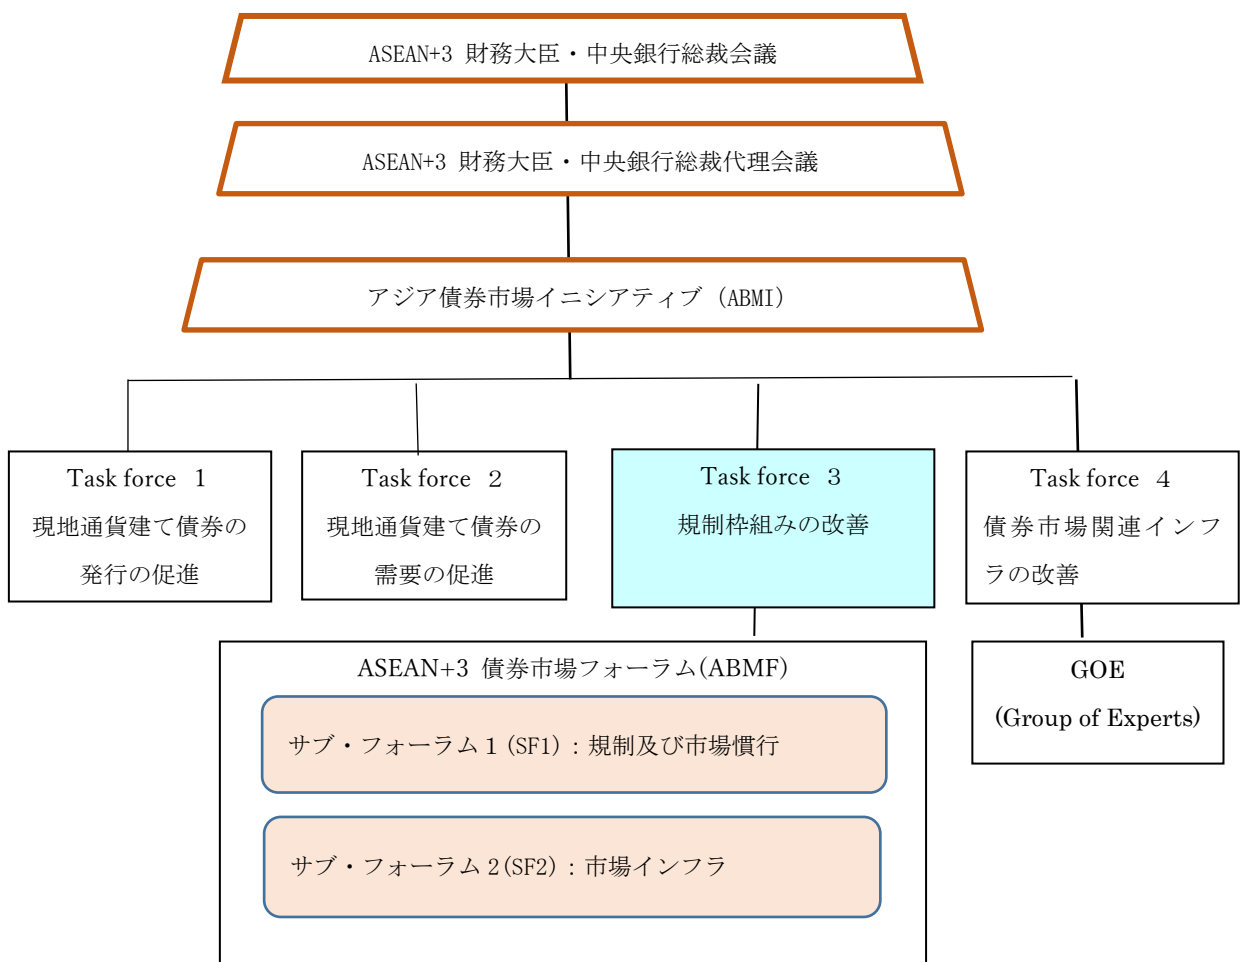 ASEAN+3 財務大臣・中央銀行総裁会議
ASEAN+3 財務大臣・中央銀行総裁代理会議
アジア債券市場イニシアティブ (ABMI)
Task force １
現地通貨建て債券の
発行の促進
Task force ２
現地通貨建て債券の
需要の促進
Task force ３
規制枠組みの改善
Task force ４
債券市場関連インフ
ラの改善
ASEAN+3 債券市場フォーラム(ABMF)
サブ・フォーラム１(SF1)：規制及び市場慣行
サブ・フォーラム 2(SF2)：市場インフラ
GOE
(Group of Experts)